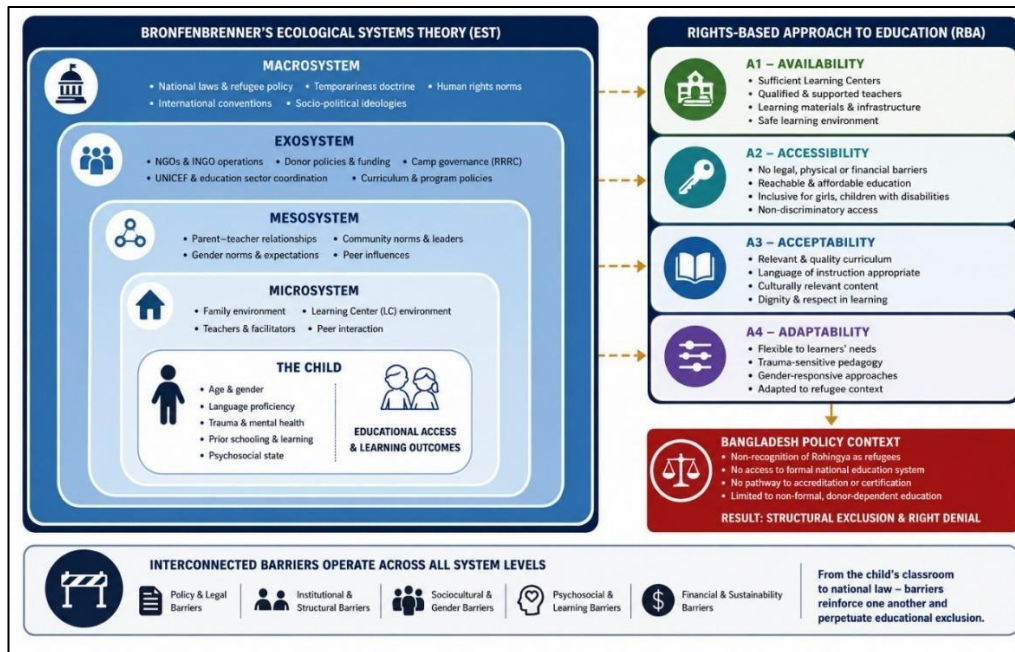 BRONFENBRENNER'S ECOLOGICAL SYSTEMS THEORY (EST)
MACROSYSTEM
• National laws & refugee policy • Temporariness doctrine • Human rights norms
• International conventions • Socio-political ideologies
EXOSYSTEM
• NGOs & INGO operations • Donor policies & funding • Camp governance (RRRC)
• UNICEF & education sector coordination • Curriculum & program policies
MESOSYSTEM
• Parent–teacher relationships • Community norms & leaders
• Gender norms & expectations • Peer influences
MICROSYSTEM
• Family environment • Learning Center (LC) environment
• Teachers & facilitators • Peer interaction
THE CHILD
• Age & gender
• Language proficiency
• Trauma & mental health
• Prior schooling & learning
• Psychosocial state
EDUCATIONAL ACCESS
& LEARNING OUTCOMES
RIGHTS-BASED APPROACH TO EDUCATION (RBA)
A1 – AVAILABILITY
• Sufficient Learning Centers
• Qualified & supported teachers
• Learning materials & infrastructure
• Safe learning environment
A2 – ACCESSIBILITY
• No legal, physical or financial barriers
• Reachable & affordable education
• Inclusive for girls, children with disabilities
• Non-discriminatory access
A3 – ACCEPTABILITY
• Relevant & quality curriculum
• Language of instruction appropriate
• Culturally relevant content
• Dignity & respect in learning
A4 – ADAPTABILITY
• Flexible to learners' needs
• Trauma-sensitive pedagogy
• Gender-responsive approaches
• Adapted to refugee context
BANGLADESH POLICY CONTEXT
• Non-recognition of Rohingya as refugees
• No access to formal national education system
• No pathway to accreditation or certification
• Limited to non-formal, donor-dependent education
RESULT: STRUCTURAL EXCLUSION & RIGHT DENIAL
INTERCONNECTED BARRIERS OPERATE ACROSS ALL SYSTEM LEVELS
Policy & Legal
Barriers
Institutional &
Structural Barriers
Sociocultural &
Gender Barriers
Psychosocial &
Learning Barriers
$
Financial & Sustainability
Barriers
From the child's classroom
to national law – barriers
reinforce one another and
perpetuate educational exclusion.